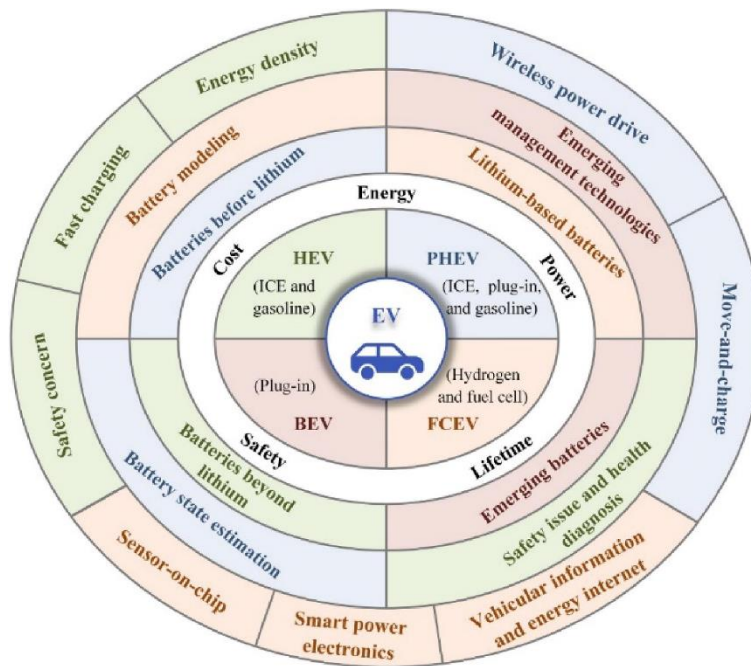 Energy density
Wireless power drive
Fast charging
Battery modeling
Emerging
management technologies
Batteries before lithium
Lithium-based batteries
Energy
Cost
Power
HEV
(ICE and
gasoline)
PHEV
(ICE, plug-in,
and gasoline)
EV
Move-and-charge
Safety concern
(Plug-in)
BEV
(Hydrogen
and fuel cell)
FCEV
Safety
Lifetime
Batteries beyond
lithium
Emerging batteries
Battery state estimation
Safety issue and health
diagnosis
Sensor-on-chip
Smart power
electronics
Vehicular information
and energy internet